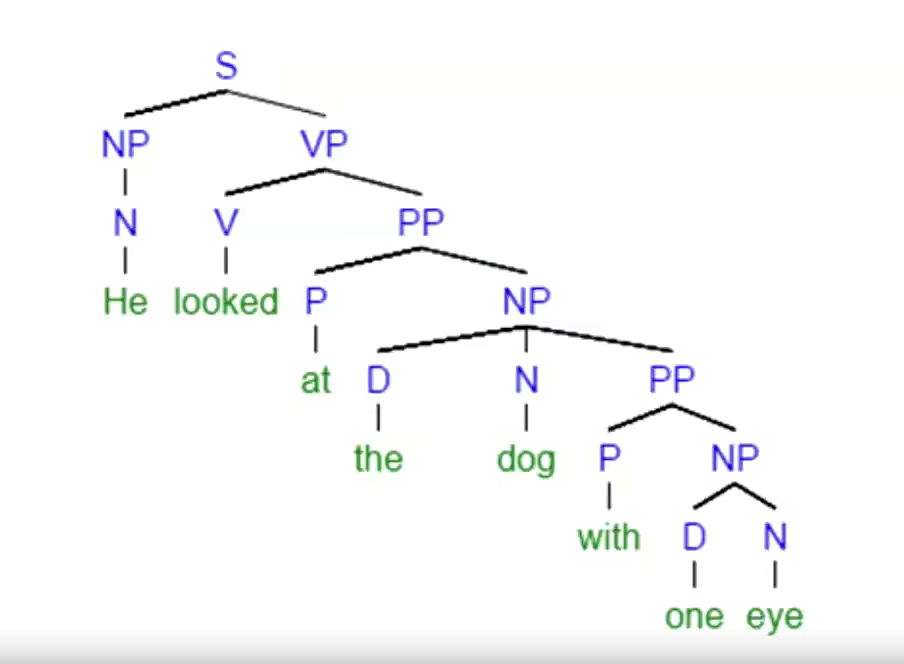 S
NP VP
N V PP
He looked P NP
at D N PP
the dog P NP
with D N
one eye